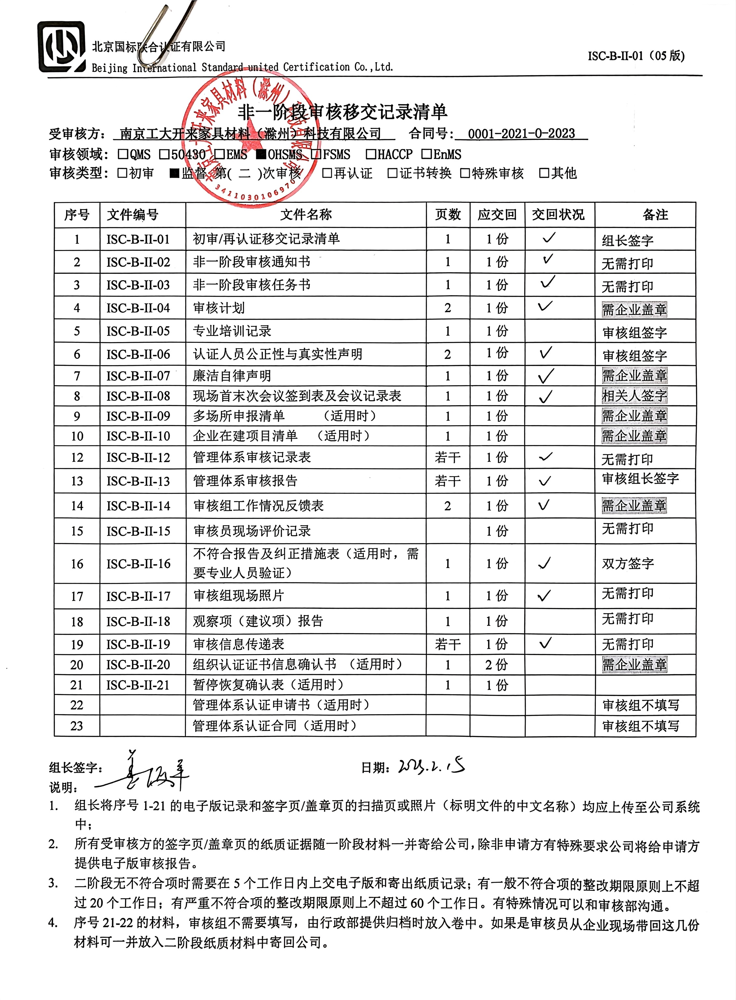 北京国标联合认证有限公司
Beijing International Standard united Certification Co.,Ltd.
ISC-B-II-01（05 版)
非一阶段审核移交记录清单
受审核方： 南京工大开来家具材料（滁州）科技有限公司 合同号： 0001-2021-O-2023
审核领域：□QMS □50430 □EMS ■OHSMS □FSMS □HACCP □EnMS
审核类型：□初审 ■监督 第( 二 )次审核 □再认证 □证书转换 □特殊审核 □其他
南京工大开来家具材料（滁州）科技有限公司
3411030106970
序号 文件编号 文件名称 页数 应交回 交回状况 备注
1 ISC-B-II-01 初审/再认证移交记录清单 1 1 份 ✓ 组长签字
2 ISC-B-II-02 非一阶段审核通知书 1 1 份 ✓ 无需打印
3 ISC-B-II-03 非一阶段审核任务书 1 1 份 ✓ 无需打印
4 ISC-B-II-04 审核计划 2 1 份 ✓ 需企业盖章
5 ISC-B-II-05 专业培训记录 1 1 份 审核组签字
6 ISC-B-II-06 认证人员公正性与真实性声明 2 1 份 ✓ 审核组签字
7 ISC-B-II-07 廉洁自律声明 1 1 份 ✓ 需企业盖章
8 ISC-B-II-08 现场首末次会议签到表及会议记录表 1 1 份 ✓ 相关人签字
9 ISC-B-II-09 多场所申报清单 （适用时） 1 1 份 需企业盖章
10 ISC-B-II-10 企业在建项目清单 （适用时） 1 1 份 需企业盖章
12 ISC-B-II-12 管理体系审核记录表 若干 1 份 ✓ 无需打印
13 ISC-B-II-13 管理体系审核报告 若干 1 份 ✓ 审核组长签字
14 ISC-B-II-14 审核组工作情况反馈表 2 1 份 ✓ 需企业盖章
15 ISC-B-II-15 审核员现场评价记录 1 份 无需打印
16 ISC-B-II-16 不符合报告及纠正措施表（适用时，需
要专业人员验证） 1 1 份 ✓ 双方签字
17 ISC-B-II-17 审核组现场照片 1 1 份 ✓ 无需打印
18 ISC-B-II-18 观察项（建议项）报告 1 1 份 无需打印
19 ISC-B-II-19 审核信息传递表 若干 1 份 ✓ 无需打印
20 ISC-B-II-20 组织认证证书信息确认书 （适用时） 1 2 份 需企业盖章
21 ISC-B-II-21 暂停恢复确认表（适用时） 1 1 份
22 管理体系认证申请书（适用时） 审核组不填写
23 管理体系认证合同（适用时） 审核组不填写
组长签字： 日期：2023.2.15
说明：
1. 组长将序号 1-21 的电子版记录和签字页/盖章页的扫描页或照片（标明文件的中文名称）均应上传至公司系统
中；
2. 所有受审核方的签字页/盖章页的纸质证据随一阶段材料一并寄给公司，除非申请方有特殊要求公司将给申请方
提供电子版审核报告。
3. 二阶段无不符合项时需要在 5 个工作日内上交电子版和寄出纸质记录；有一般不符合项的整改期限原则上不超
过 20 个工作日；有严重不符合项的整改期限原则上不超过 60 个工作日。有特殊情况可以和审核部沟通。
4. 序号 21-22 的材料，审核组不需要填写，由行政部提供归档时放入卷中。如果是审核员从企业现场带回这几份
材料可一并放入二阶段纸质材料中寄回公司。